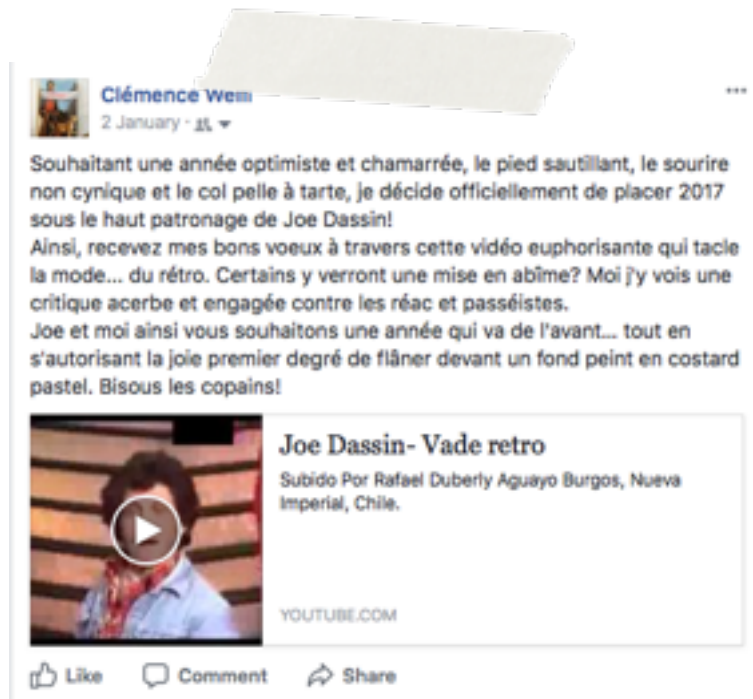 Clémence
2 January
Souhaitant une année optimiste et chamarrée, le pied sautillant, le sourire
non cynique et le col pelle à tarte, je décide officiellement de placer 2017
sous le haut patronage de Joe Dassin!
Ainsi, recevez mes bons voeux à travers cette vidéo euphorisante qui tacle
la mode... du rétro. Certains y verront une mise en abîme? Moi j'y vois une
critique acerbe et engagée contre les réac et passéistes.
Joe et moi ainsi vous souhaitons une année qui va de l'avant... tout en
s'autorisant la joie premier degré de flâner devant un fond peint en costard
pastel. Bisous les copains!
Joe Dassin- Vade retro
Subido Por Rafael Duberly Aguayo Burgos, Nueva
Imperial, Chile.
YOUTUBE.COM
Like Comment Share